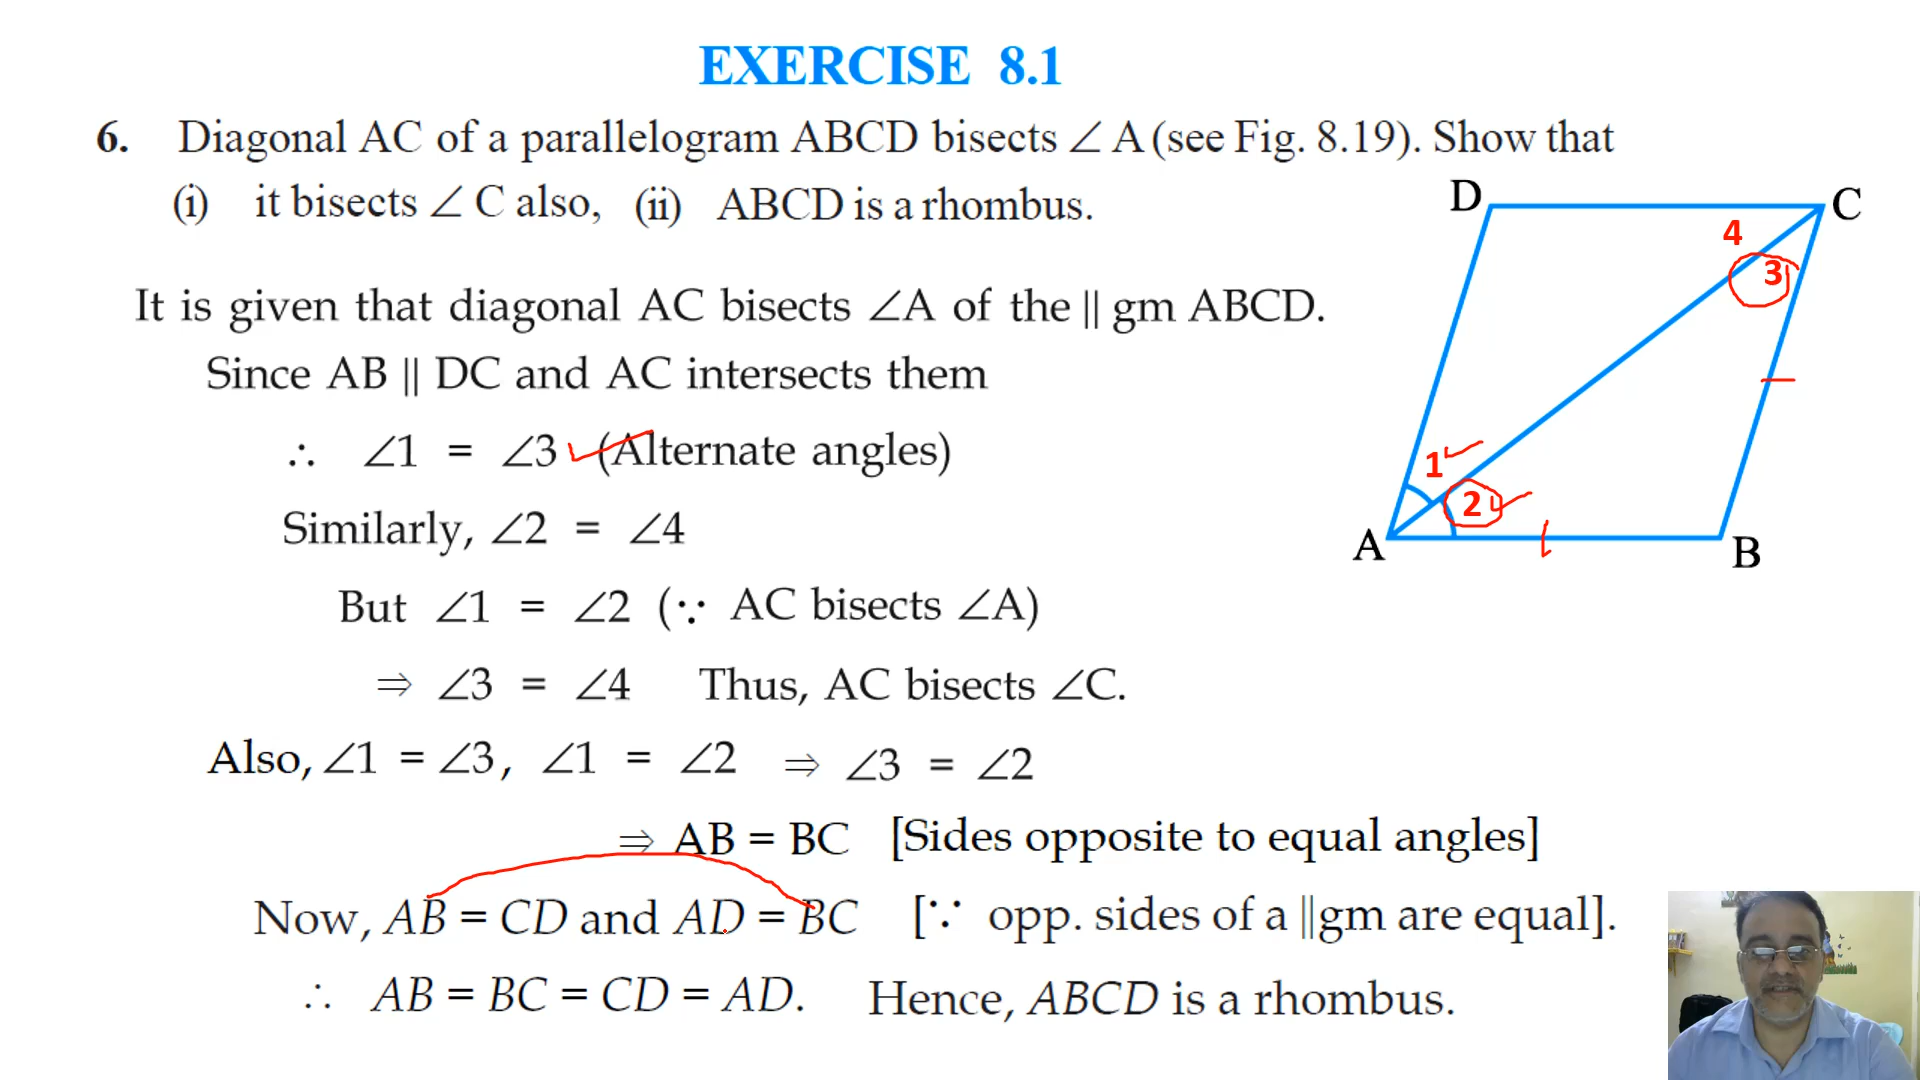 EXERCISE 8.1
6. Diagonal AC of a parallelogram ABCD bisects ∠ A (see Fig. 8.19). Show that
(i) it bisects ∠ C also, (ii) ABCD is a rhombus.
D
C
4
3
It is given that diagonal AC bisects ∠A of the || gm ABCD.
Since AB || DC and AC intersects them
∴ ∠1 = ∠3 (Alternate angles)
1
2
Similarly, ∠2 = ∠4
A
B
But ∠1 = ∠2 (∵ AC bisects ∠A)
⇒ ∠3 = ∠4 Thus, AC bisects ∠C.
Also, ∠1 = ∠3, ∠1 = ∠2 ⇒ ∠3 = ∠2
⇒ AB = BC [Sides opposite to equal angles]
Now, AB = CD and AD = BC [∵ opp. sides of a ||gm are equal].
∴ AB = BC = CD = AD. Hence, ABCD is a rhombus.